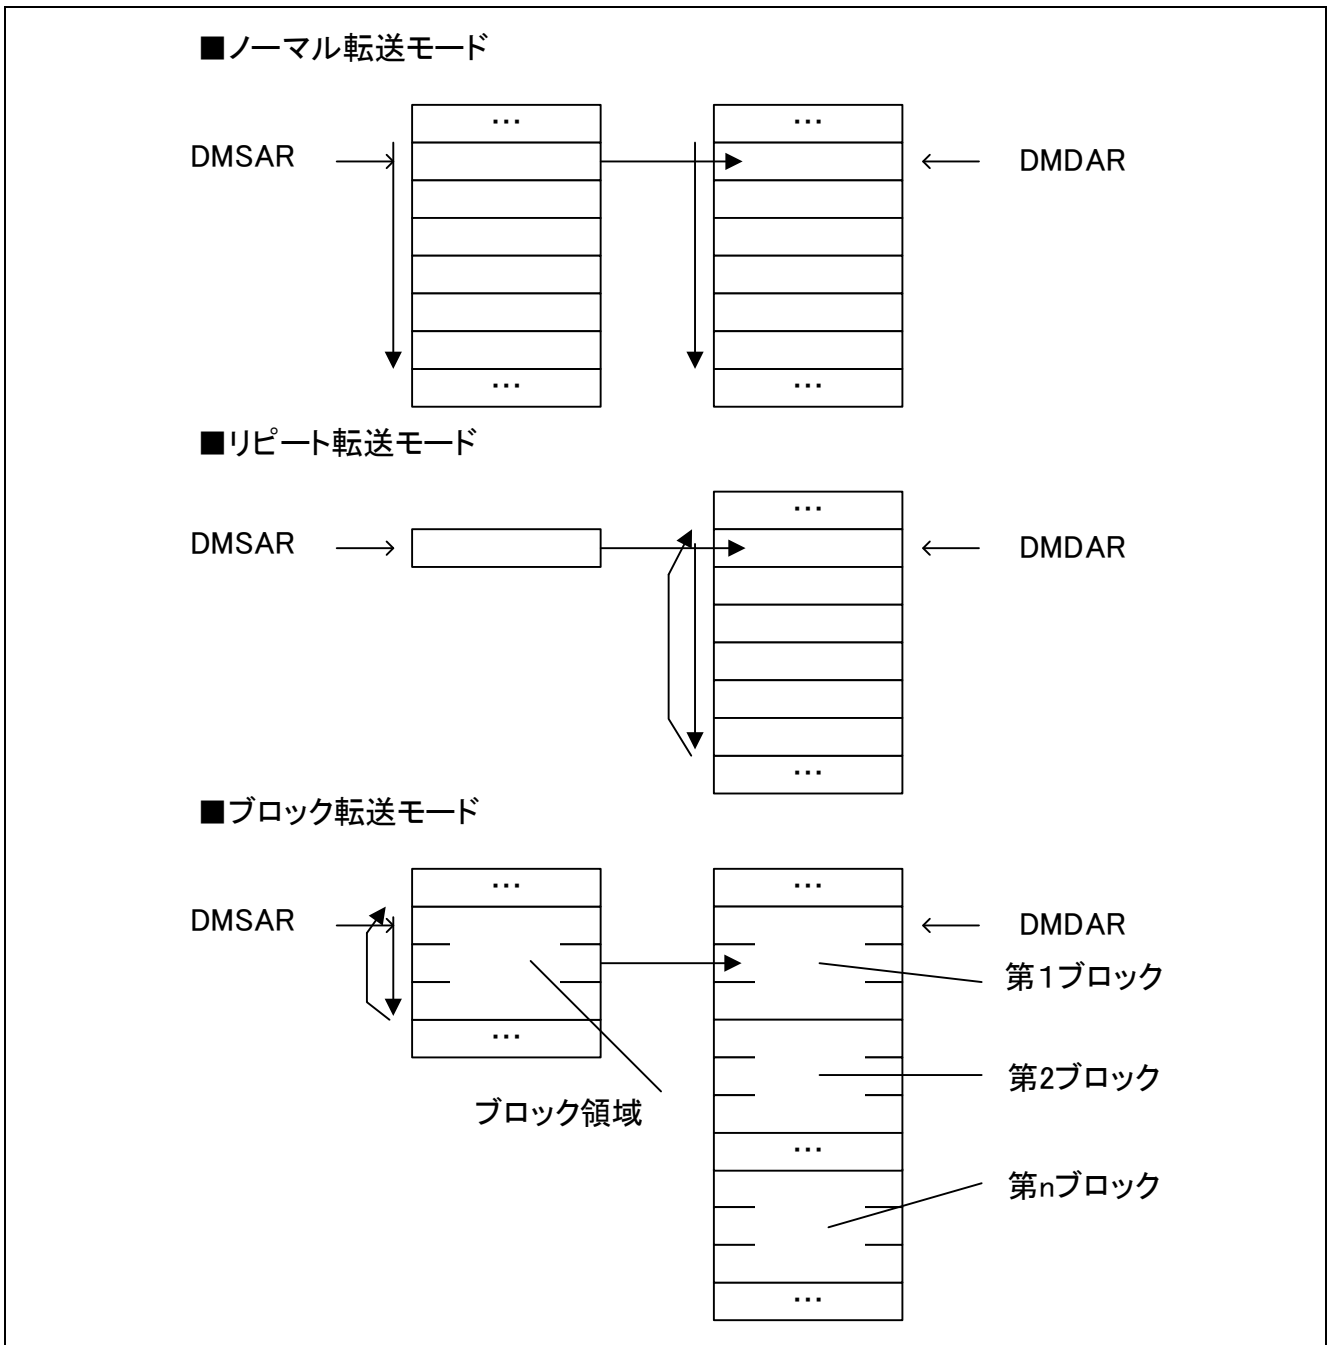 ■ノーマル転送モード
… …
DMSAR DMDAR
… …
■リピート転送モード
…
DMSAR DMDAR
…
■ブロック転送モード
… …
DMSAR DMDAR
第1ブロック
…
第2ブロック
ブロック領域
…
第nブロック
…